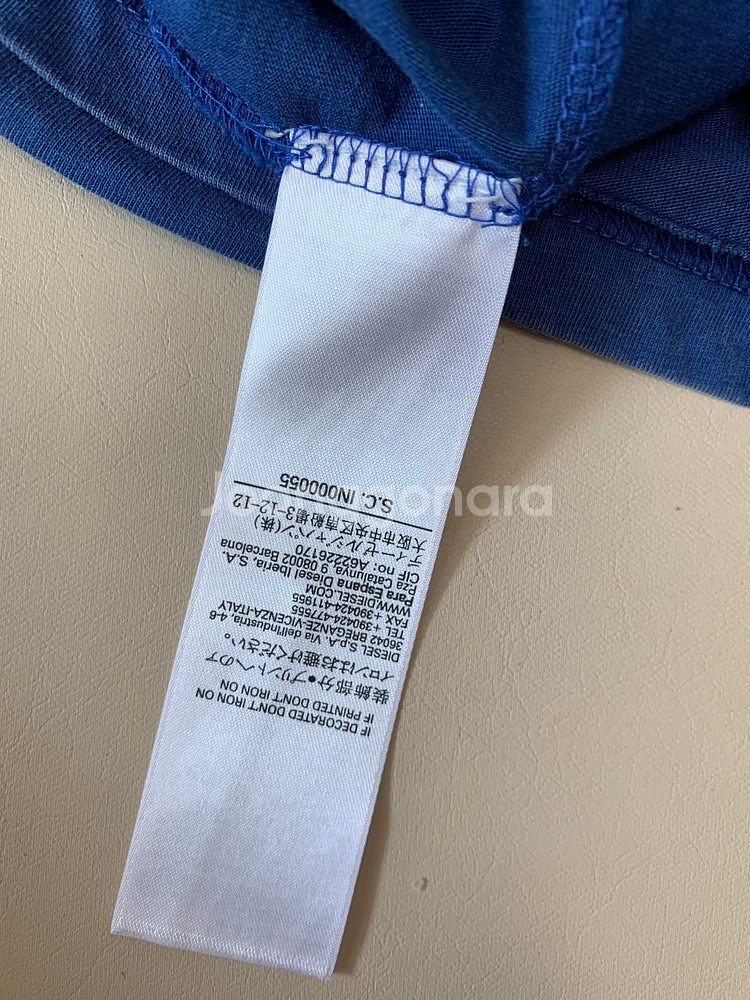 IF DECORATED DON'T IRON ON
IF PRINTED DON'T IRON ON
装飾部分●プリントへのア
イロンはお避けください。
DIESEL S.p.A. Via dell'Industria, 4-6
36042 BREGANZE-VICENZA-ITALY
TEL + 390424-477555
FAX + 390424-411955
WWW.DIESEL.COM
Para Espana Diesel Iberia, S.A.
Pza Catalunya, 9 08002 Barcelona
CIF no: A62226170
ディーゼルジャパン(株)
大阪市中央区南船場3-12-12
S.C. IN000055
Joonggonara